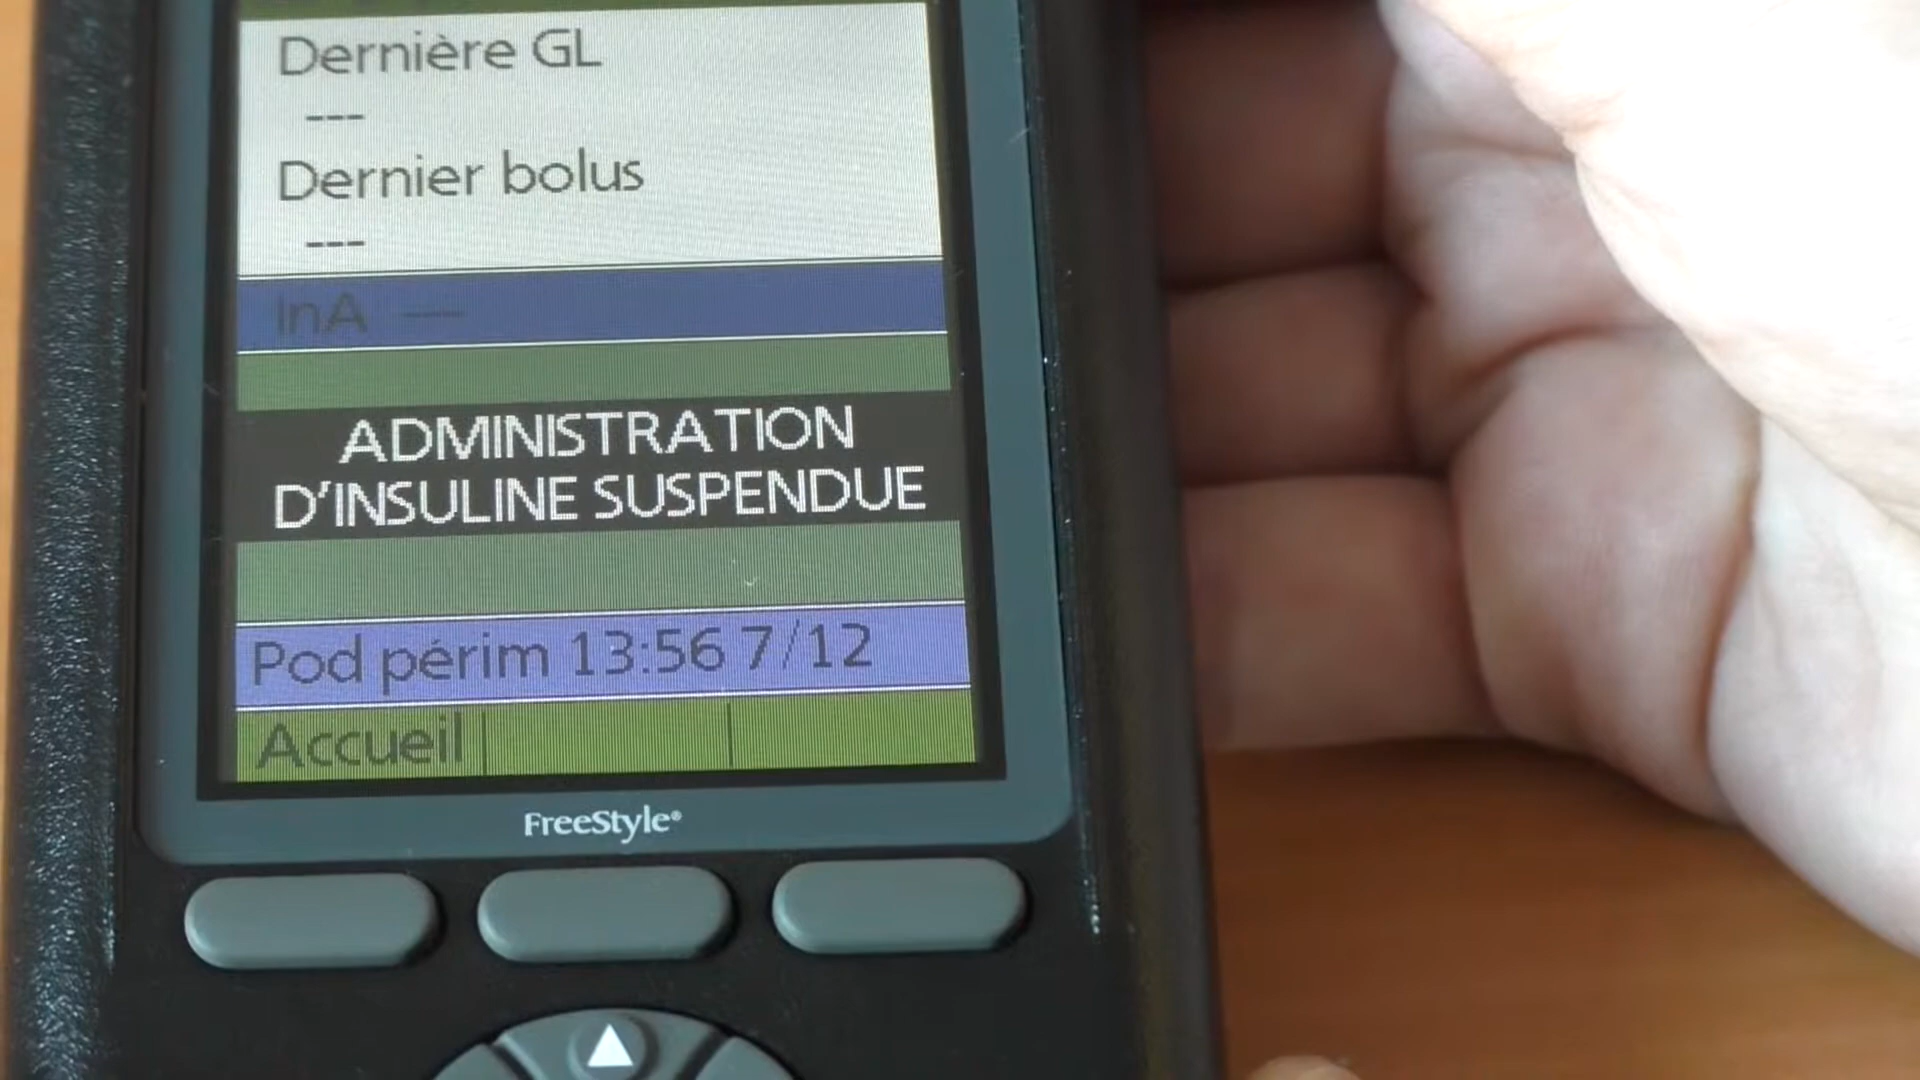 Dernière GL
---
Dernier bolus
---
InA ---
ADMINISTRATION
D'INSULINE SUSPENDUE
Pod périm 13:56 7/12
Accueil
FreeStyle®